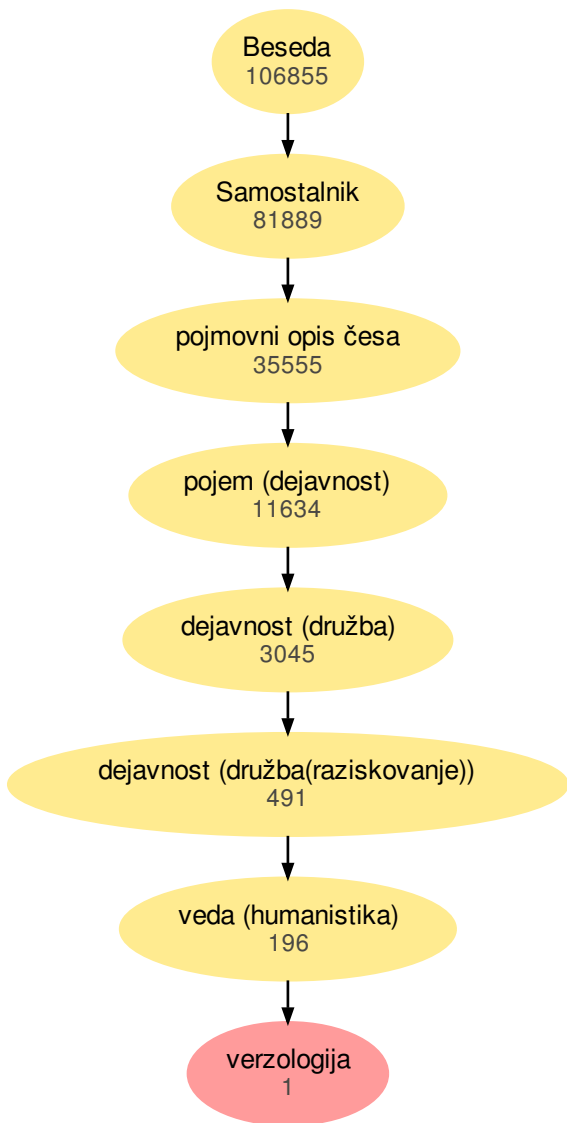 Beseda
106855
Samostalnik
81889
pojmovni opis česa
35555
pojem (dejavnost)
11634
dejavnost (družba)
3045
dejavnost (družba(raziskovanje))
491
veda (humanistika)
196
verzologija
1